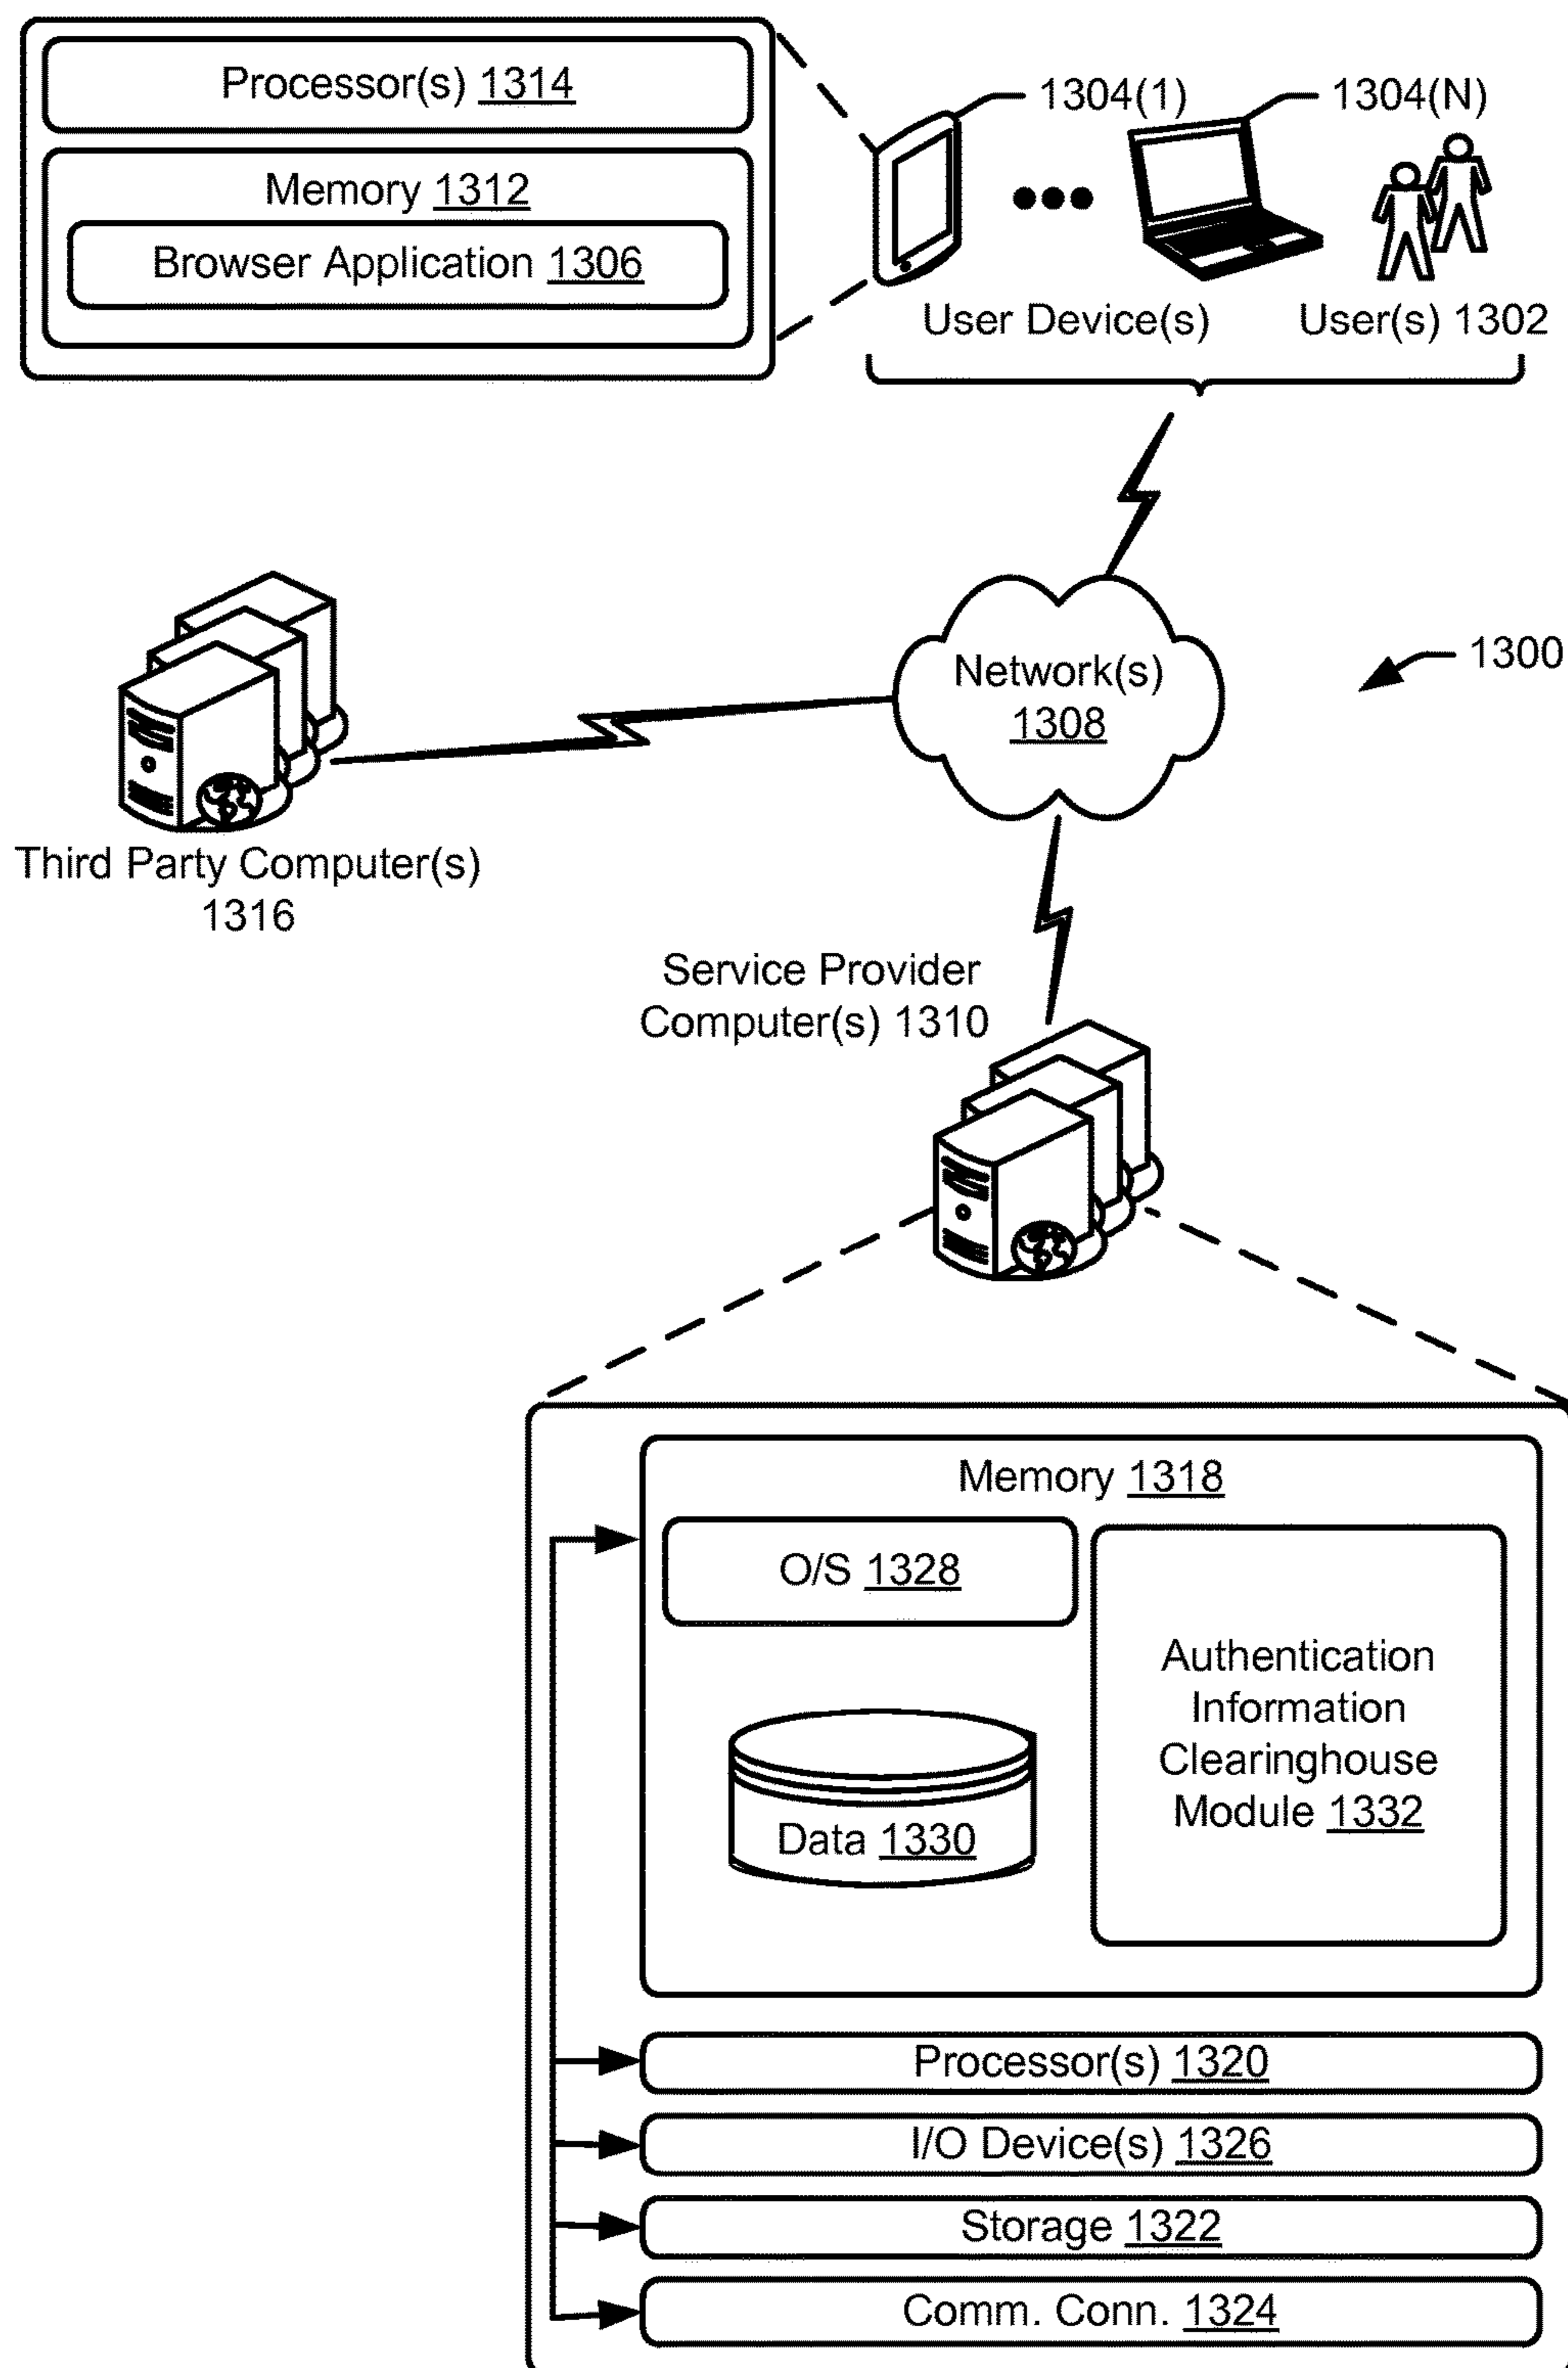 Processor(s) 1314
Memory 1312
Browser Application 1306
1304(1)
1304(N)
User Device(s)
User(s) 1302
Network(s)
1308
1300
Third Party Computer(s)
1316
Service Provider
Computer(s) 1310
Memory 1318
O/S 1328
Data 1330
Authentication
Information
Clearinghouse
Module 1332
Processor(s) 1320
I/O Device(s) 1326
Storage 1322
Comm. Conn. 1324